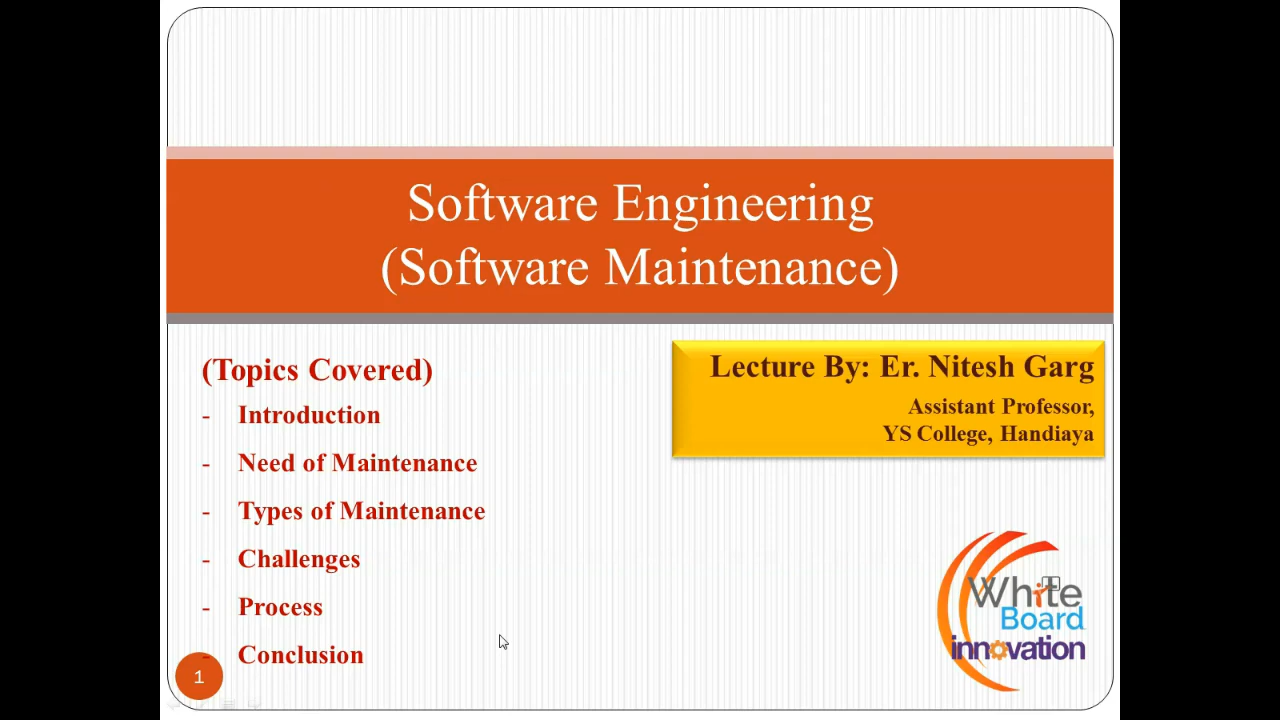 Software Engineering
(Software Maintenance)
(Topics Covered)
- Introduction
- Need of Maintenance
- Types of Maintenance
- Challenges
- Process
- Conclusion
Lecture By: Er. Nitesh Garg
Assistant Professor,
YS College, Handiaya
White
Board
innovation
1